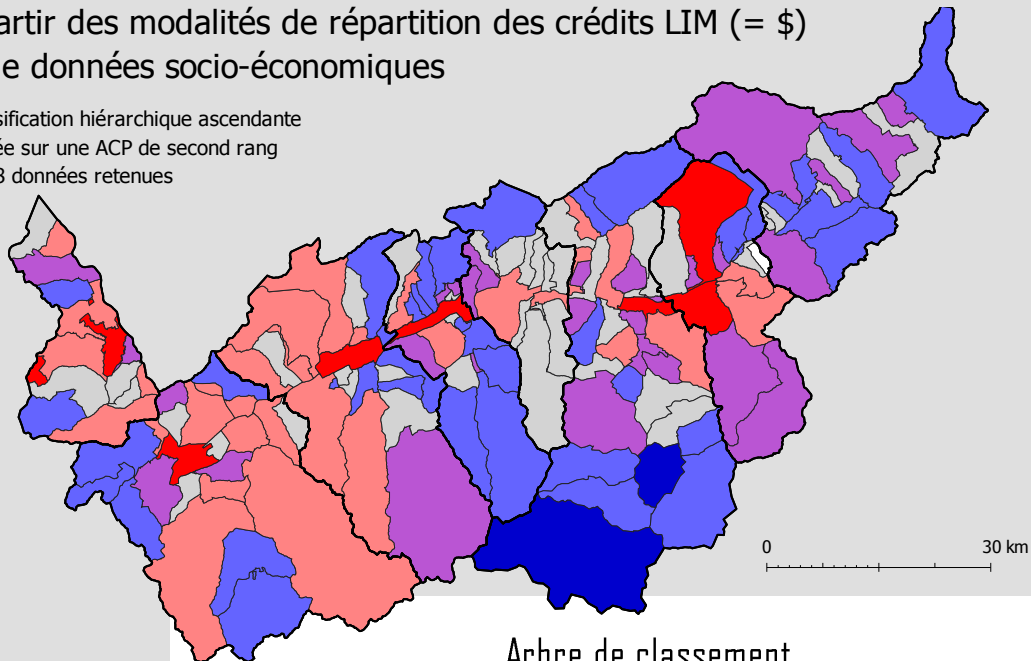 artir des modalités de répartition des crédits LIM (= $)
e données socio-économiques
sification hiérarchique ascendante
ée sur une ACP de second rang
3 données retenues
0 30 km
Arbre de classement